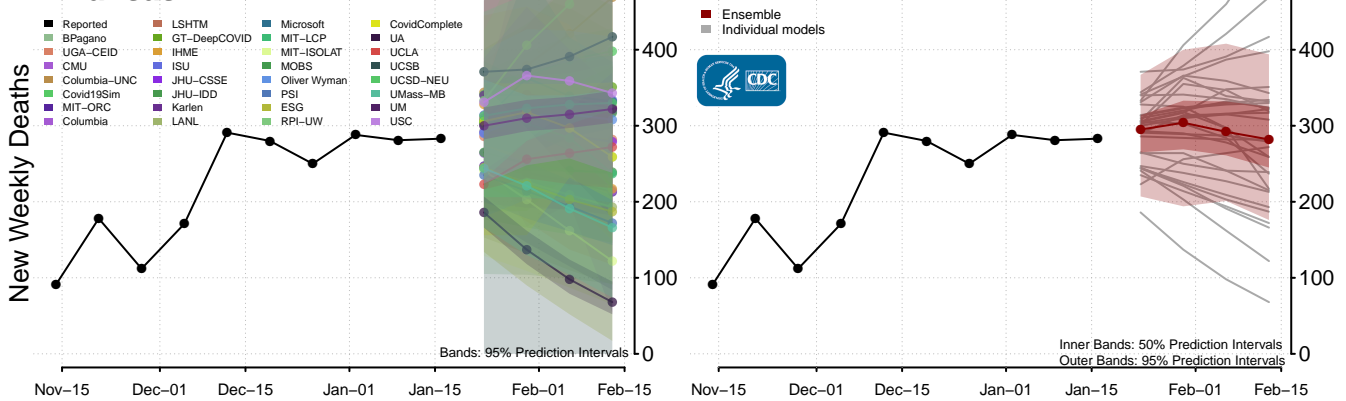 Reported
LSHTM
Microsoft
CovidComplete
BPagano
GT−DeepCOVID
MIT−LCP
UA
UGA−CEID
IHME
MIT−ISOLAT
UCLA
CMU
ISU
MOBS
UCSB
Columbia−UNC
JHU−CSSE
Oliver Wyman
UCSD−NEU
Covid19Sim
JHU−IDD
PSI
UMass−MB
MIT−ORC
Karlen
ESG
UM
Columbia
LANL
RPI−UW
USC
New Weekly Deaths
400
300
200
100
0
Bands: 95% Prediction Intervals
Nov−15
Dec−01
Dec−15
Jan−01
Jan−15
Feb−01
Feb−15
Ensemble
Individual models
CDC
400
300
200
100
0
Inner Bands: 50% Prediction Intervals
Outer Bands: 95% Prediction Intervals
Nov−15
Dec−01
Dec−15
Jan−01
Jan−15
Feb−01
Feb−15